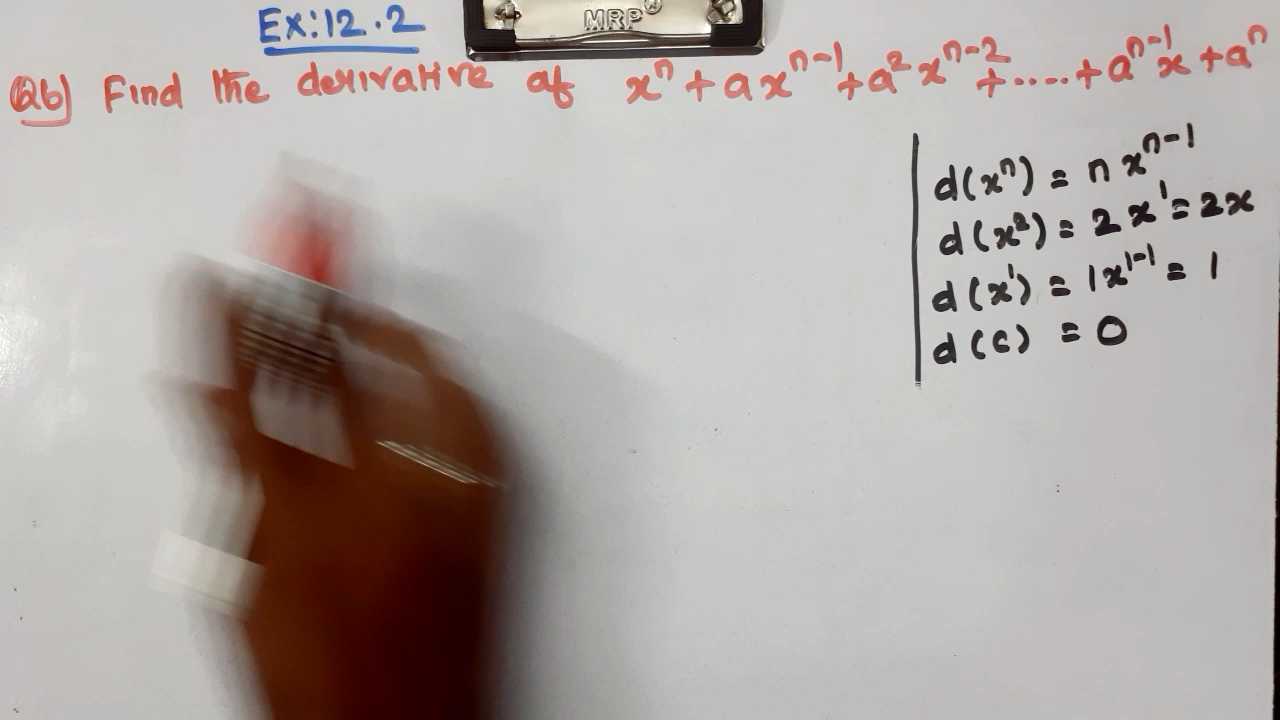 Ex:12.2
MRP®
Q6) Find the derivative of xⁿ + axⁿ⁻¹ + a²xⁿ⁻² + ..... + aⁿ⁻¹x + aⁿ
d(xⁿ) = n xⁿ⁻¹
d(x²) = 2 x¹ = 2x
d(x¹) = 1x¹⁻¹ = 1
d(c) = 0